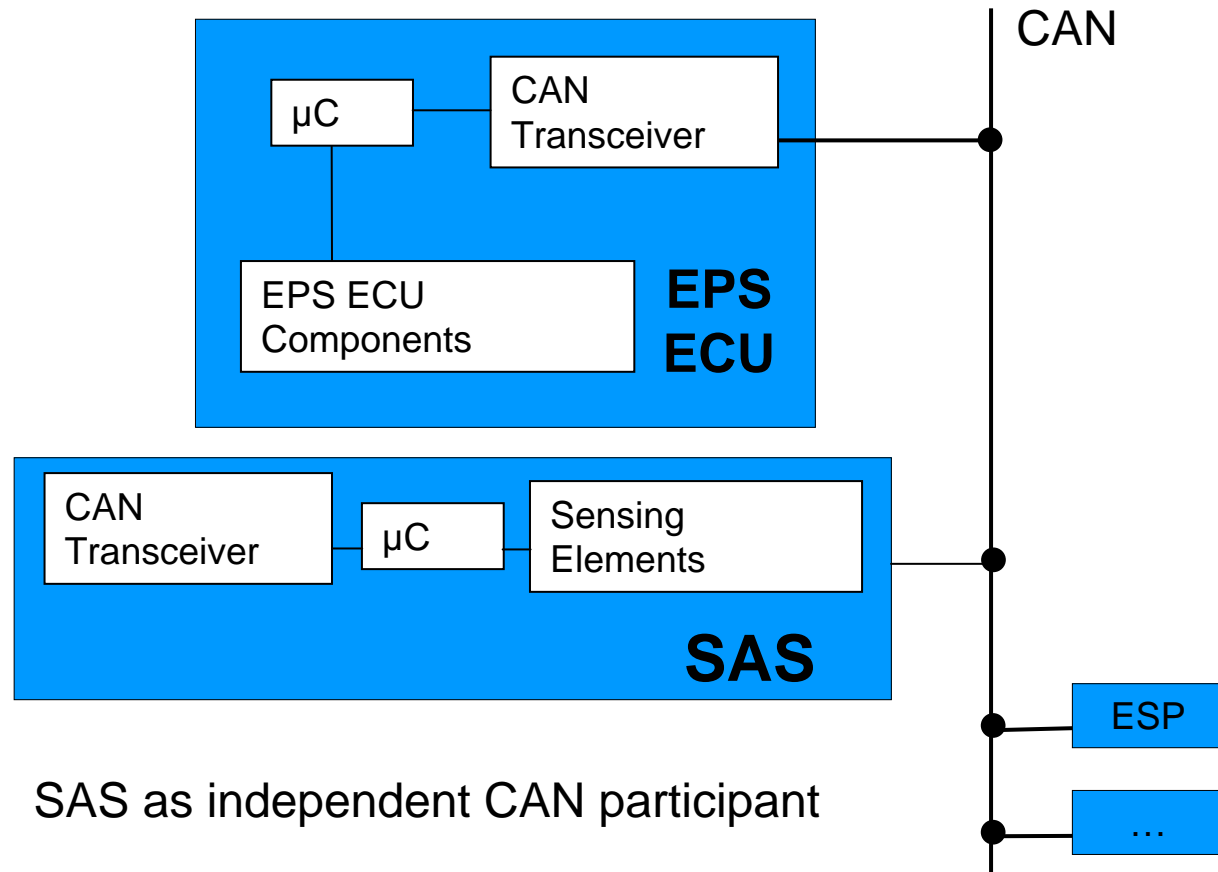 CAN
µC
CAN
Transceiver
EPS ECU
Components
EPS
ECU
CAN
Transceiver
µC
Sensing
Elements
SAS
ESP
SAS as independent CAN participant
...